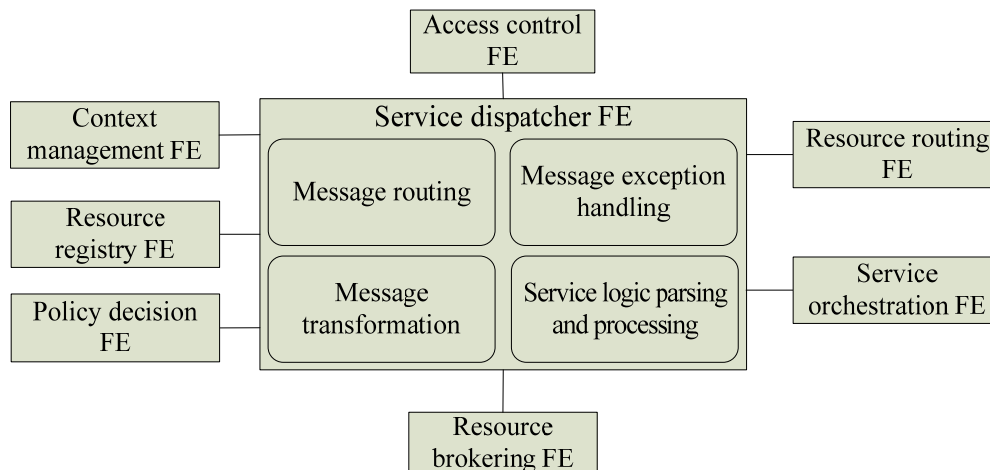 Access control
FE
Service dispatcher FE
Context
management FE
Message routing
Message exception
handling
Resource routing
FE
Resource
registry FE
Message
transformation
Service logic parsing
and processing
Service
orchestration FE
Policy decision
FE
Resource
brokering FE